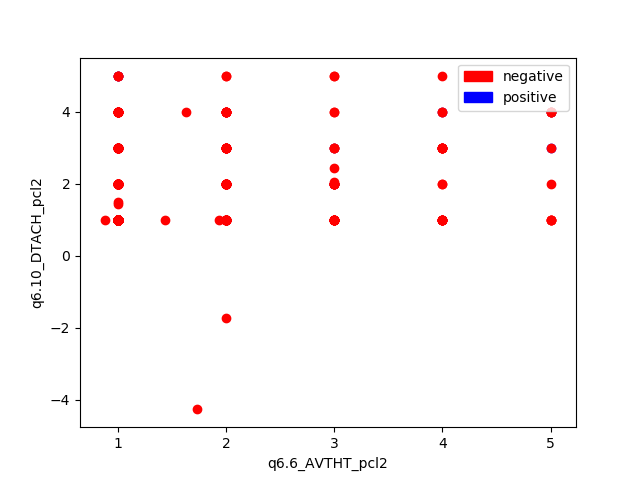 negative
positive
4
2
0
−2
−4
q6.10_DTACH_pcl2
1 2 3 4 5
q6.6_AVTHT_pcl2